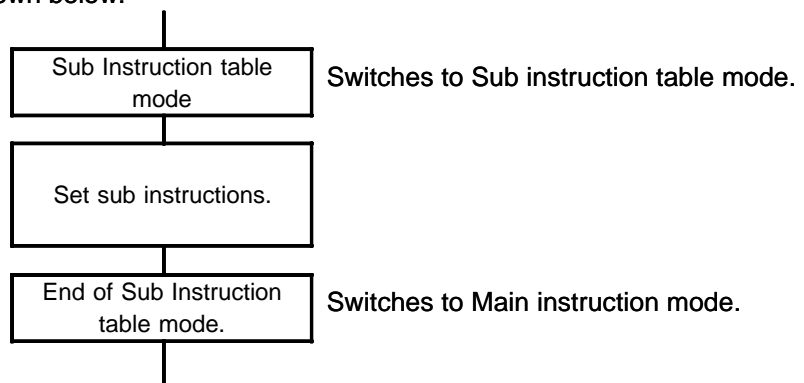 below.
Sub Instruction table
mode
Switches to Sub instruction table mode.
Set sub instructions.
End of Sub Instruction
table mode.
Switches to Main instruction mode.